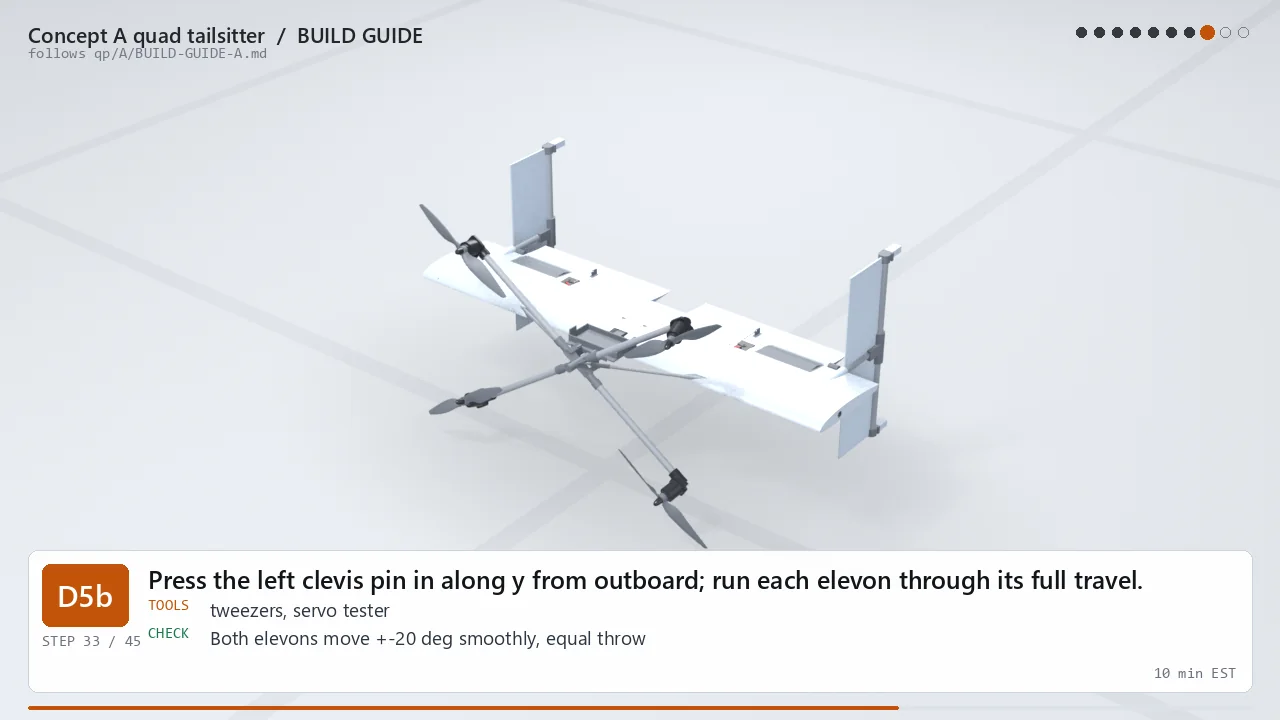 Concept A quad tailsitter / BUILD GUIDE
follows qp/A/BUILD-GUIDE-A.md
D5b
Press the left clevis pin in along y from outboard; run each elevon through its full travel.
TOOLS tweezers, servo tester
STEP 33 / 45
CHECK Both elevons move +-20 deg smoothly, equal throw
10 min EST